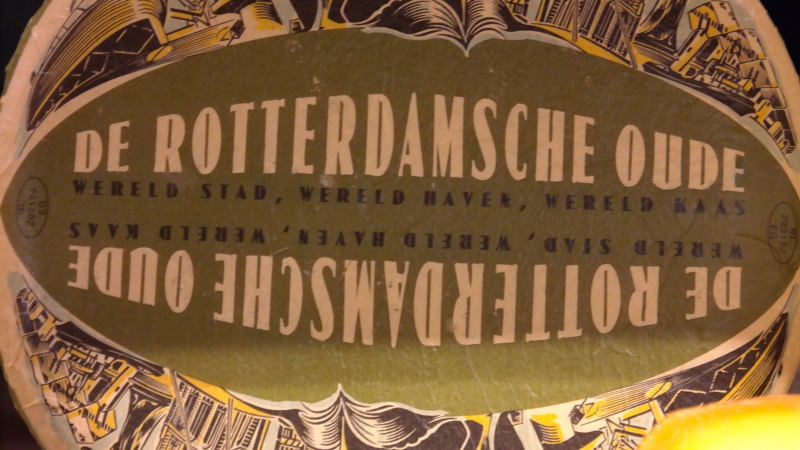 DE ROTTERDAMSCHE OUDE
WERELD STAD, WERELD HAVEN, WERELD KAAS
WERELD STAD, WERELD HAVEN, WERELD KAAS
DE ROTTERDAMSCHE OUDE